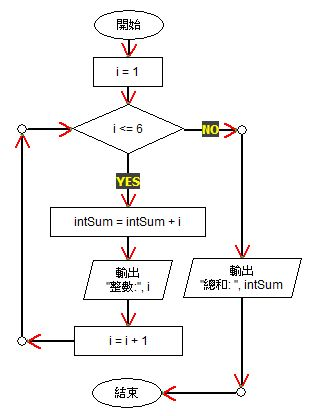 開始
i = 1
i <= 6
NO
YES
intSum = intSum + i
輸出
"整數:", i
輸出
"總和: ", intSum
i = i + 1
結束